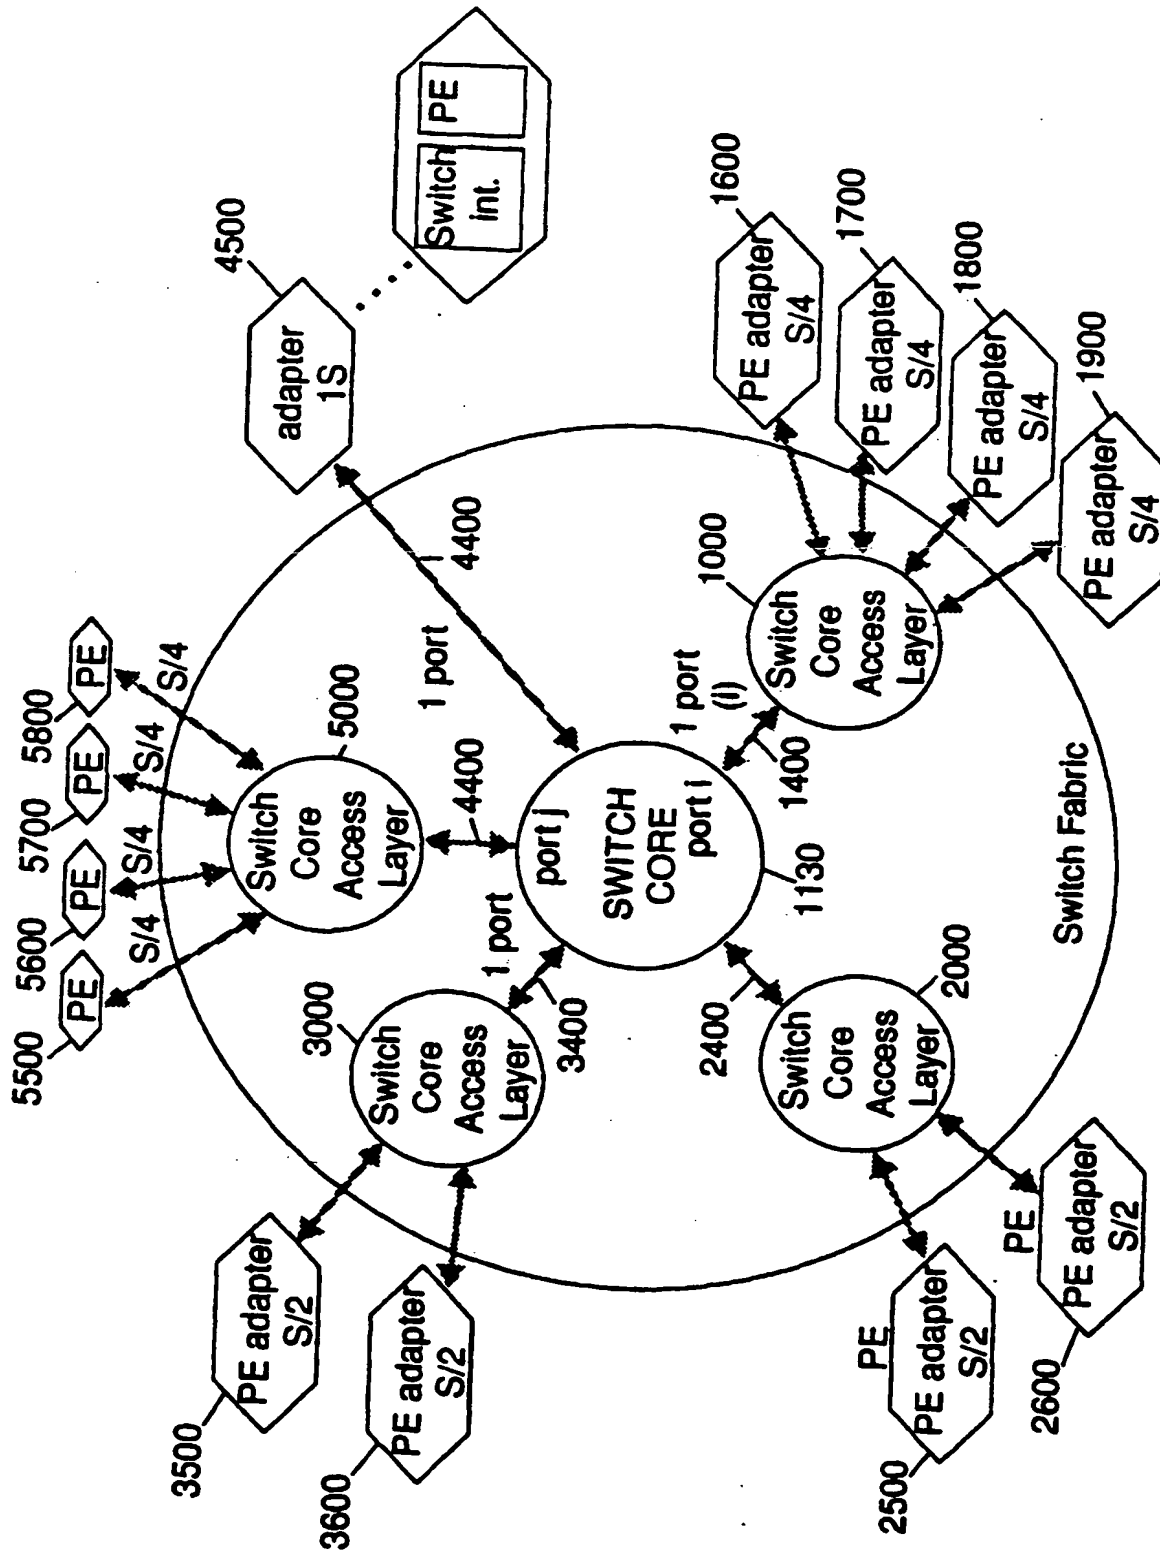 5500
5600
5700
5800
PE
PE
PE
PE
S/4
S/4
S/4
S/4
4500
adapter
1S
Switch
int.
PE
3500
PE adapter
S/2
3600
PE adapter
S/2
3000
Switch
Core
Access
Layer
5000
Switch
Core
Access
Layer
1 port
4400
1 port
3400
4400
port j
SWITCH
CORE
port i
1130
1 port
(i)
1400
2400
1000
Switch
Core
Access
Layer
2000
Switch
Core
Access
Layer
1600
PE adapter
S/4
1700
PE adapter
S/4
1800
PE adapter
S/4
1900
PE adapter
S/4
2500
PE
PE adapter
S/2
2600
PE
PE adapter
S/2
Switch Fabric